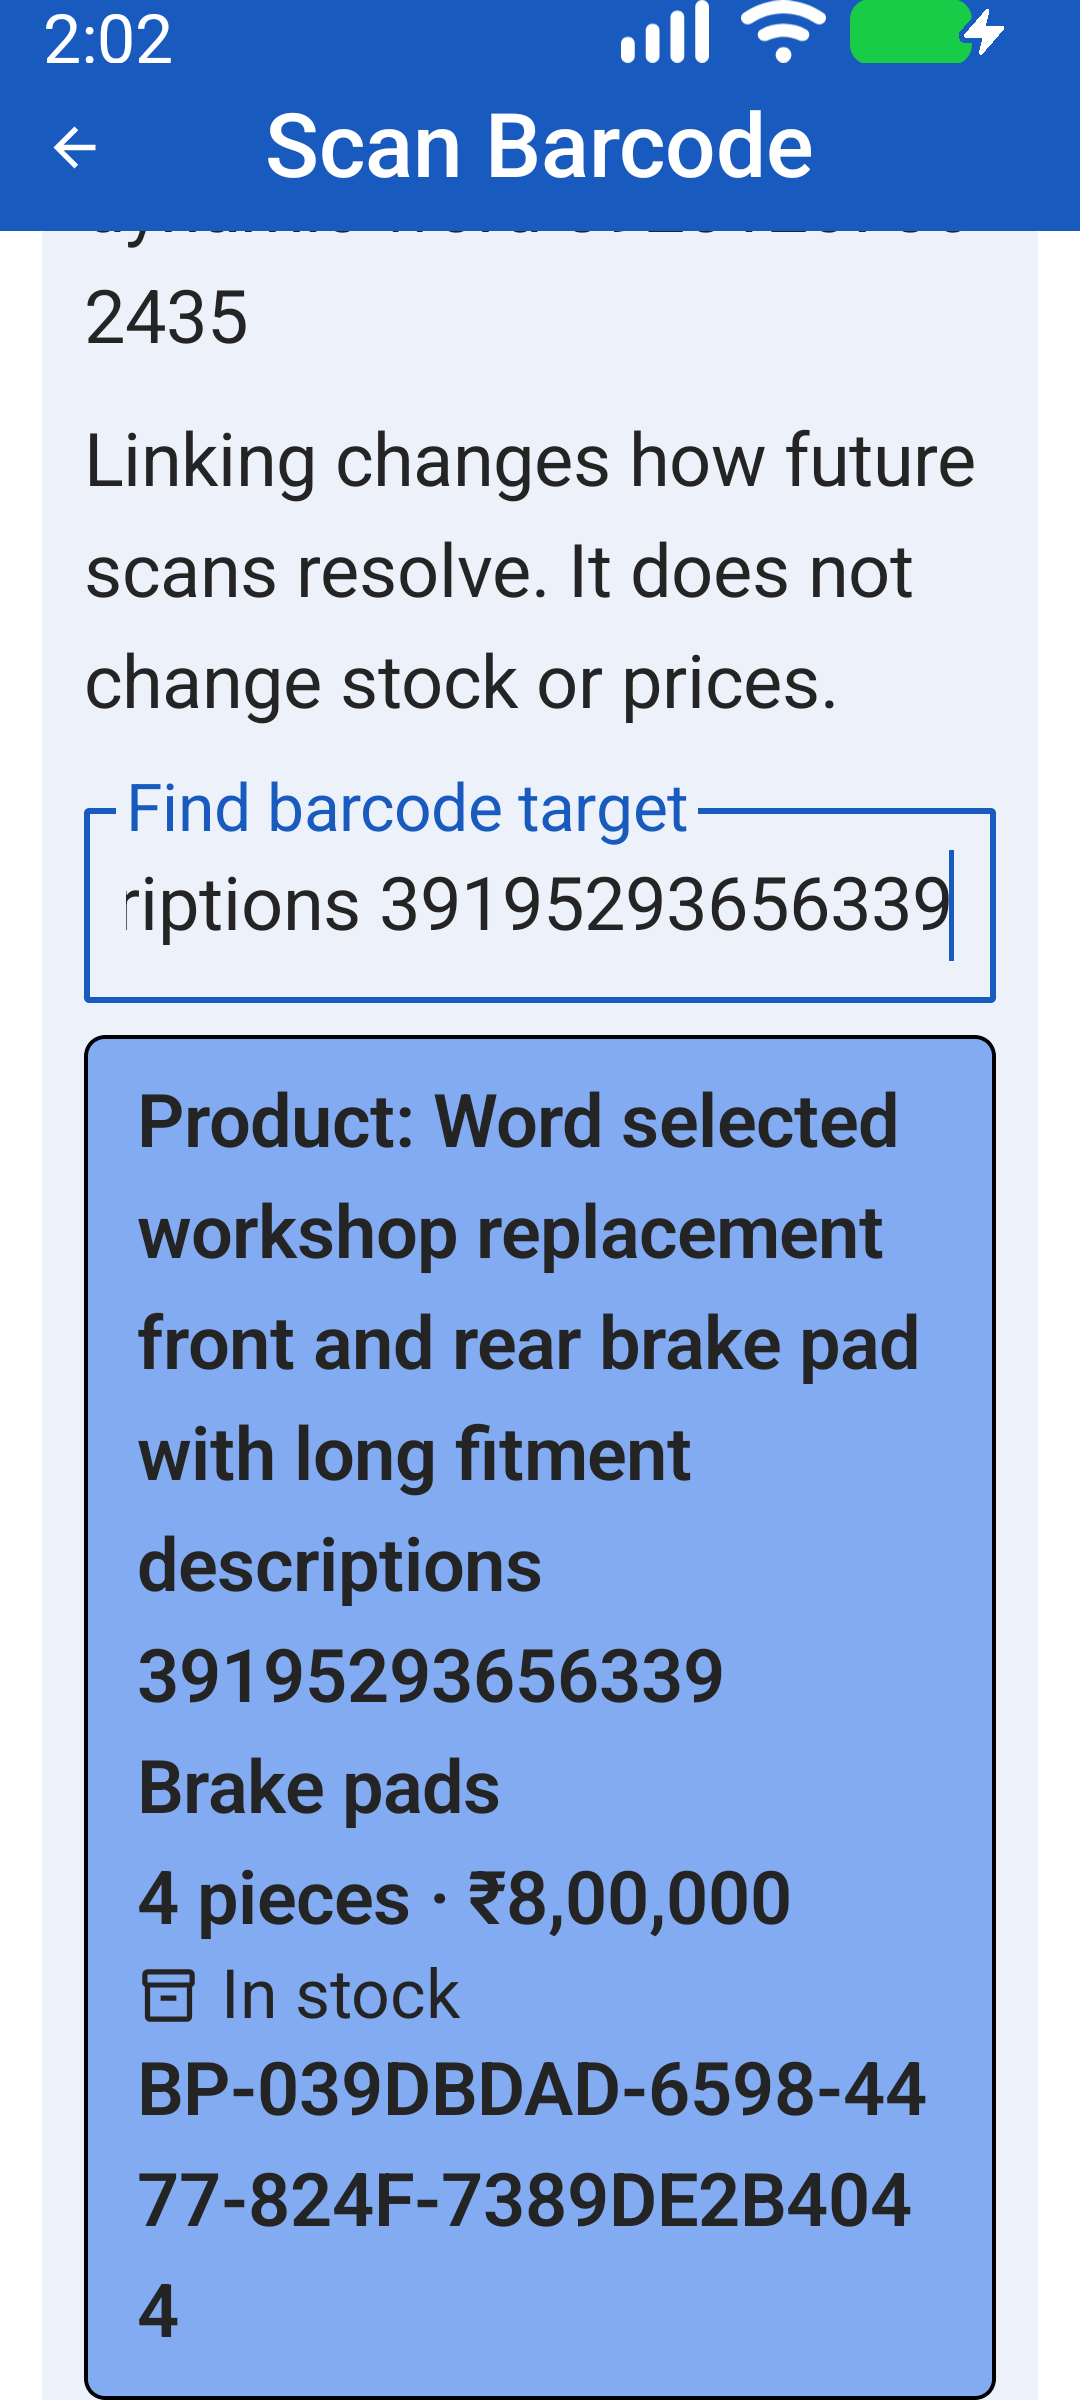 2:02
Scan Barcode
2435
Linking changes how future
scans resolve. It does not
change stock or prices.
Find barcode target
riptions 39195293656339
Product: Word selected
workshop replacement
front and rear brake pad
with long fitment
descriptions
39195293656339
Brake pads
4 pieces · ₹8,00,000
In stock
BP-039DBDAD-6598-44
77-824F-7389DE2B404
4